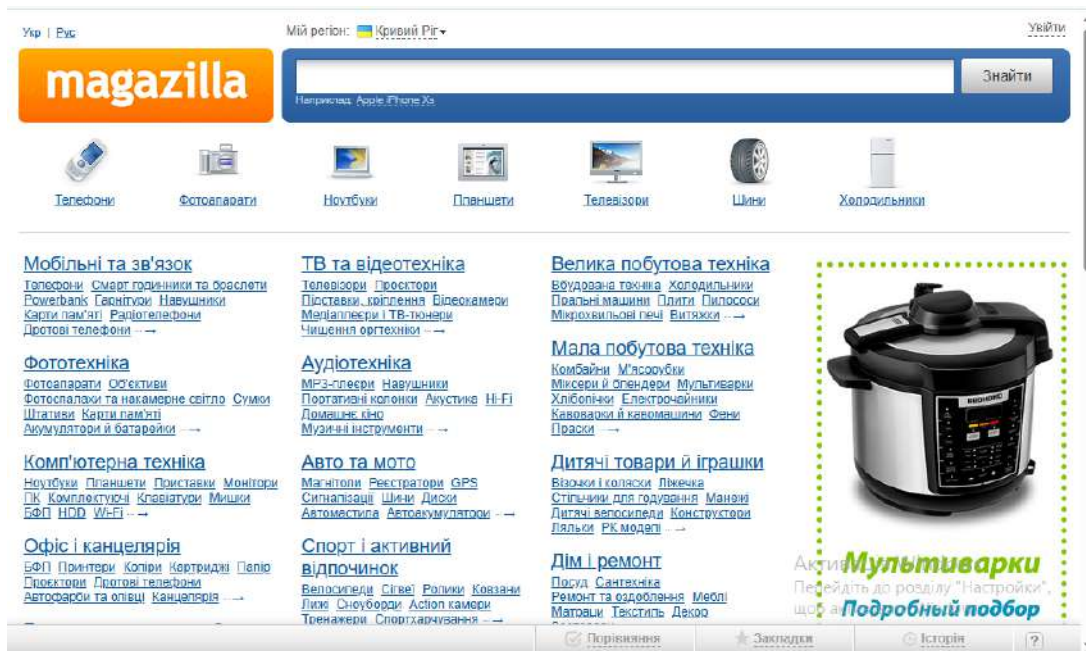 Укр | Рус
Мій регіон: Кривий Ріг
Увійти
magazilla
Знайти
Наприклад: Apple iPhone Xs
Телефони
Фотоапарати
Ноутбуки
Планшети
Телевізори
Шини
Холодильники
Мобільні та зв'язок
Телефони Смарт годинники та браслети
Powerbank Гарнітури Навушники
Карти пам'яті Радіотелефони
Дротові телефони →
Фототехніка
Фотоапарати Об'єктиви
Фотоспалахи та накамерне світло Сумки
Штативи Карти пам'яті
Акумулятори й батарейки →
Комп'ютерна техніка
Ноутбуки Планшети Приставки Монітори
ПК Комплектуючі Клавіатури Мишки
БФП HDD Wi-Fi →
Офіс і канцелярія
БФП Принтери Копіри Картриджі Папір
Проєктори Дротові телефони
Автофарби та олівці Канцелярія →
ТВ та відеотехніка
Телевізори Проєктори
Підставки, кріплення Відеокамери
Медіаплеєри і ТВ-тюнери
Чищення оргтехніки →
Аудіотехніка
MP3-плеєри Навушники
Портативні колонки Акустика Hi-Fi
Домашнє кіно
Музичні інструменти →
Авто та мото
Магнітоли Реєстратори GPS
Сигналізації Шини Диски
Автомастила Автоакумулятори →
Спорт і активний
відпочинок
Велосипеди Сігвеї Ролики Ковзани
Лижі Сноуборди Action камери
Тренажери Спортхарчування →
Велика побутова техніка
Вбудована техніка Холодильники
Пральні машини Плити Пилососи
Мікрохвильові печі Витяжки →
Мала побутова техніка
Комбайни М'ясорубки
Міксери й блендери Мультиварки
Хлібопічки Електрочайники
Кавоварки й кавомашини Фени
Праски →
Дитячі товари й іграшки
Візочки і коляски Ліжечка
Стільчики для годування Манежі
Дитячі велосипеди Конструктори
Ляльки РК моделі →
Дім і ремонт
Посуд Сантехніка
Ремонт та оздоблення Меблі
Матраци Текстиль Декор
REDMOND
Мультиварки
Перейдіть до розділу "Настройки",
Подробный подбор
Порівняння
Закладки
Історія
?